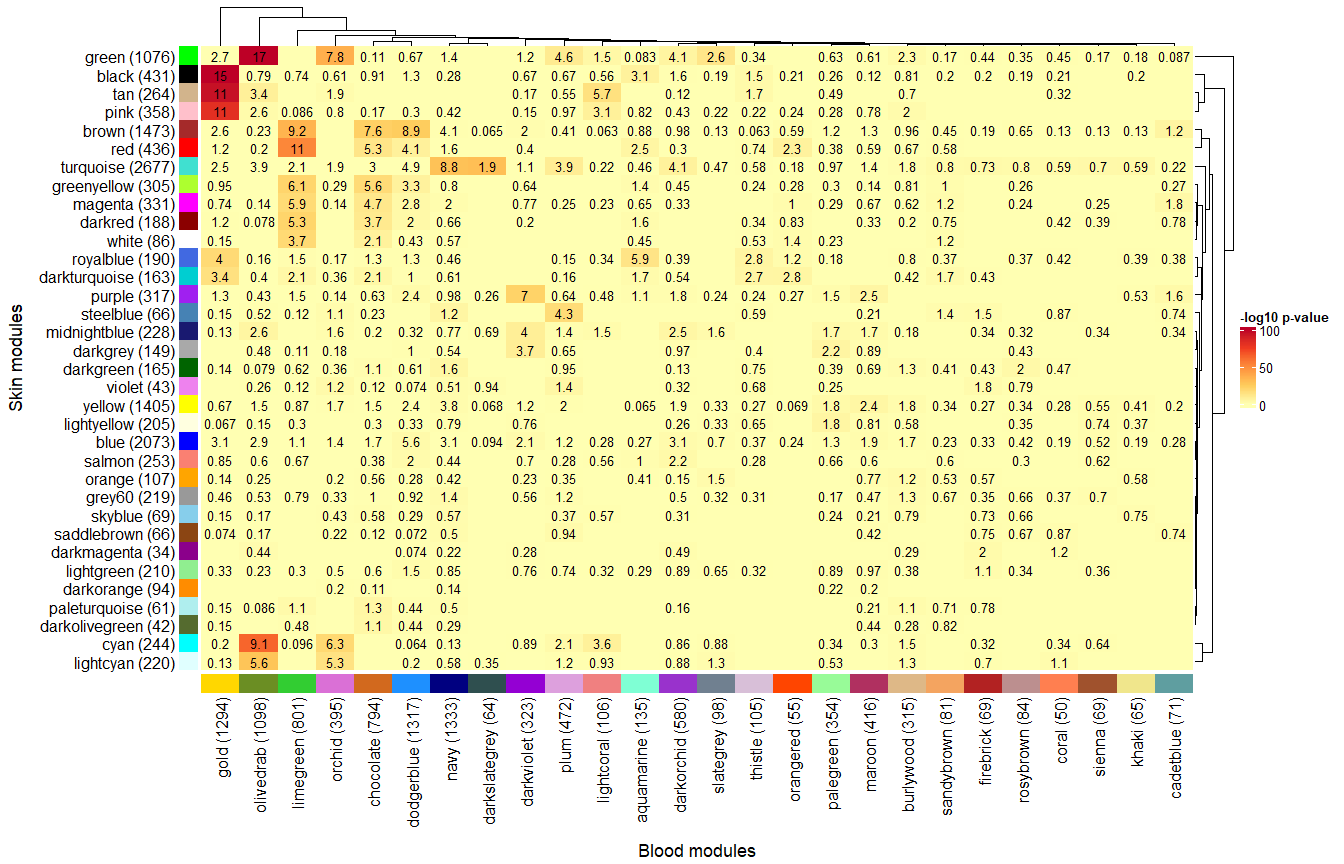 green (1076) 2.7 17 7.8 0.11 0.67 1.4 1.2 4.6 1.5 0.083 4.1 2.6 0.34 0.63 0.61 2.3 0.17 0.44 0.35 0.45 0.17 0.18 0.087
black (431) 15 0.79 0.74 0.61 0.91 1.3 0.28 0.67 0.67 0.56 3.1 1.6 0.19 1.5 0.21 0.26 0.12 0.81 0.2 0.2 0.19 0.21 0.2
tan (264) 11 3.4 1.9 0.17 0.55 5.7 0.12 1.7 0.49 0.7 0.32
pink (358) 11 2.6 0.086 0.8 0.17 0.3 0.42 0.15 0.97 3.1 0.82 0.43 0.22 0.22 0.24 0.28 0.78 2
brown (1473) 2.6 0.23 9.2 7.6 8.9 4.1 0.065 2 0.41 0.063 0.88 0.98 0.13 0.063 0.59 1.2 1.3 0.96 0.45 0.19 0.65 0.13 0.13 0.13 1.2
red (436) 1.2 0.2 11 5.3 4.1 1.6 0.4 2.5 0.3 0.74 2.3 0.38 0.59 0.67 0.58
turquoise (2677) 2.5 3.9 2.1 1.9 3 4.9 8.8 1.9 1.1 3.9 0.22 0.46 4.1 0.47 0.58 0.18 0.97 1.4 1.8 0.8 0.73 0.8 0.59 0.7 0.59 0.22
greenyellow (305) 0.95 6.1 0.29 5.6 3.3 0.8 0.64 1.4 0.45 0.24 0.28 0.3 0.14 0.81 1 0.26 0.27
magenta (331) 0.74 0.14 5.9 0.14 4.7 2.8 2 0.77 0.25 0.23 0.65 0.33 1 0.29 0.67 0.62 1.2 0.24 0.25 1.8
darkred (188) 1.2 0.078 5.3 3.7 2 0.66 0.2 1.6 0.34 0.83 0.33 0.2 0.75 0.42 0.39 0.78
white (86) 0.15 3.7 2.1 0.43 0.57 0.45 0.53 1.4 0.23 1.2
royalblue (190) 4 0.16 1.5 0.17 1.3 1.3 0.46 0.15 0.34 5.9 0.39 2.8 1.2 0.18 0.8 0.37 0.37 0.42 0.39 0.38
darkturquoise (163) 3.4 0.4 2.1 0.36 2.1 1 0.61 0.16 1.7 0.54 2.7 2.8 0.42 1.7 0.43
purple (317) 1.3 0.43 1.5 0.14 0.63 2.4 0.98 0.26 7 0.64 0.48 1.1 1.8 0.24 0.24 0.27 1.5 2.5 0.53 1.6
steelblue (66) 0.15 0.52 0.12 1.1 0.23 1.2 4.3 0.59 0.21 1.4 1.5 0.87 0.74
midnightblue (228) 0.13 2.6 1.6 0.2 0.32 0.77 0.69 4 1.4 1.5 2.5 1.6 1.7 1.7 0.18 0.34 0.32 0.34 0.34
darkgrey (149) 0.48 0.11 0.18 1 0.54 3.7 0.65 0.97 0.4 2.2 0.89 0.43
darkgreen (165) 0.14 0.079 0.62 0.36 1.1 0.61 1.6 0.95 0.13 0.75 0.39 0.69 1.3 0.41 0.43 2 0.47
violet (43) 0.26 0.12 1.2 0.12 0.074 0.51 0.94 1.4 0.32 0.68 0.25 1.8 0.79
yellow (1405) 0.67 1.5 0.87 1.7 1.5 2.4 3.8 0.068 1.2 2 0.065 1.9 0.33 0.27 0.069 1.8 2.4 1.8 0.34 0.27 0.34 0.28 0.55 0.41 0.2
lightyellow (205) 0.067 0.15 0.3 0.3 0.33 0.79 0.76 0.26 0.33 0.65 1.8 0.81 0.58 0.35 0.74 0.37
blue (2073) 3.1 2.9 1.1 1.4 1.7 5.6 3.1 0.094 2.1 1.2 0.28 0.27 3.1 0.7 0.37 0.24 1.3 1.9 1.7 0.23 0.33 0.42 0.19 0.52 0.19 0.28
salmon (253) 0.85 0.6 0.67 0.38 2 0.44 0.7 0.28 0.56 1 2.2 0.28 0.66 0.6 0.6 0.3 0.62
orange (107) 0.14 0.25 0.2 0.56 0.28 0.42 0.23 0.35 0.41 0.15 1.5 0.77 1.2 0.53 0.57 0.58
grey60 (219) 0.46 0.53 0.79 0.33 1 0.92 1.4 0.56 1.2 0.5 0.32 0.31 0.17 0.47 1.3 0.67 0.35 0.66 0.37 0.7
skyblue (69) 0.15 0.17 0.43 0.58 0.29 0.57 0.37 0.57 0.31 0.24 0.21 0.79 0.73 0.66 0.75
saddlebrown (66) 0.074 0.17 0.22 0.12 0.072 0.5 0.94 0.42 0.75 0.67 0.87 0.74
darkmagenta (34) 0.44 0.074 0.22 0.28 0.49 0.29 2 1.2
lightgreen (210) 0.33 0.23 0.3 0.5 0.6 1.5 0.85 0.76 0.74 0.32 0.29 0.89 0.65 0.32 0.89 0.97 0.38 1.1 0.34 0.36
darkorange (94) 0.2 0.11 0.14 0.22 0.2
paleturquoise (61) 0.15 0.086 1.1 1.3 0.44 0.5 0.16 0.21 1.1 0.71 0.78
darkolivegreen (42) 0.15 0.48 1.1 0.44 0.29 0.44 0.28 0.82
cyan (244) 0.2 9.1 0.096 6.3 0.064 0.13 0.89 2.1 3.6 0.86 0.88 0.34 0.3 1.5 0.32 0.34 0.64
lightcyan (220) 0.13 5.6 5.3 0.2 0.58 0.35 1.2 0.93 0.88 1.3 0.53 1.3 0.7 1.1
Skin modules
-log10 p-value
100
50
0
gold (1294)
olivedrab (1098)
limegreen (801)
orchid (395)
chocolate (794)
dodgerblue (1317)
navy (1333)
darkslategrey (64)
darkviolet (323)
plum (472)
lightcoral (106)
aquamarine (135)
darkorchid (580)
slategrey (98)
thistle (105)
orangered (55)
palegreen (354)
maroon (416)
burlywood (315)
sandybrown (81)
firebrick (69)
rosybrown (84)
coral (50)
sienna (69)
khaki (65)
cadetblue (71)
Blood modules